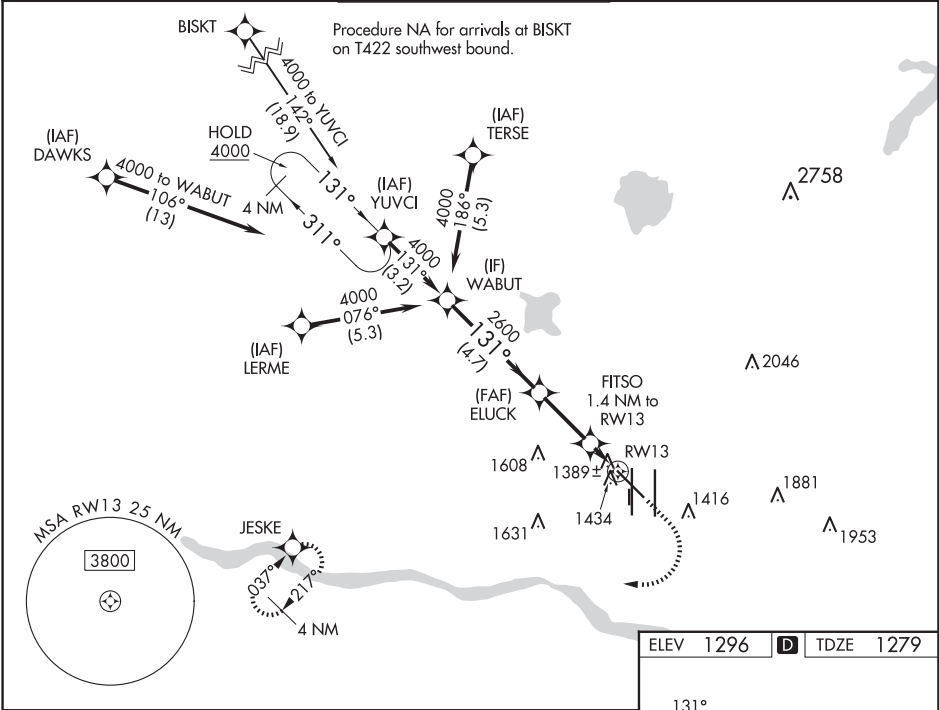 BISKT
Procedure NA for arrivals at BISKT
on T422 southwest bound.
4000 to YUVCI
142°
(18.9)
(IAF)
TERSE
HOLD
4000
(IAF)
DAWKS
4000 to WABUT
106°
(13)
131°
4 NM
311°
(IAF)
YUVCI
4000
186°
(5.3)
2758
4000
131°
(3.2)
(IF)
WABUT
4000
076°
(5.3)
(IAF)
LERME
2600
131°
(4.7)
2046
(FAF)
ELUCK
FITSO
1.4 NM to
RW13
RW13
1608
1389±
1434
1416
1881
1631
1953
MSA RW13 25 NM
3800
JESKE
037°
217°
4 NM
ELEV 1296 D TDZE 1279
131°